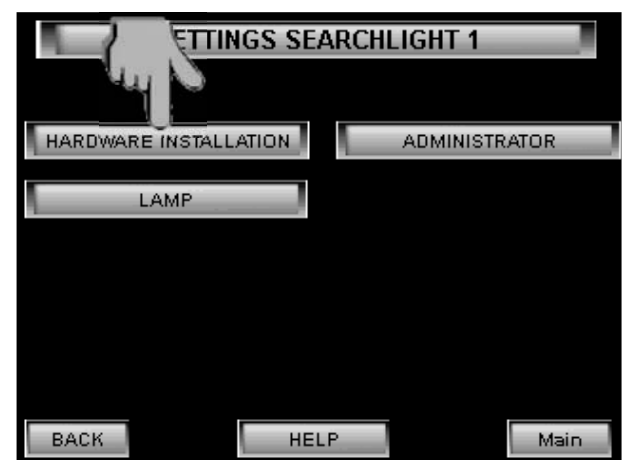 ETTINGS SEARCHLIGHT 1
HARDWARE INSTALLATION ADMINISTRATOR
LAMP
BACK HELP Main